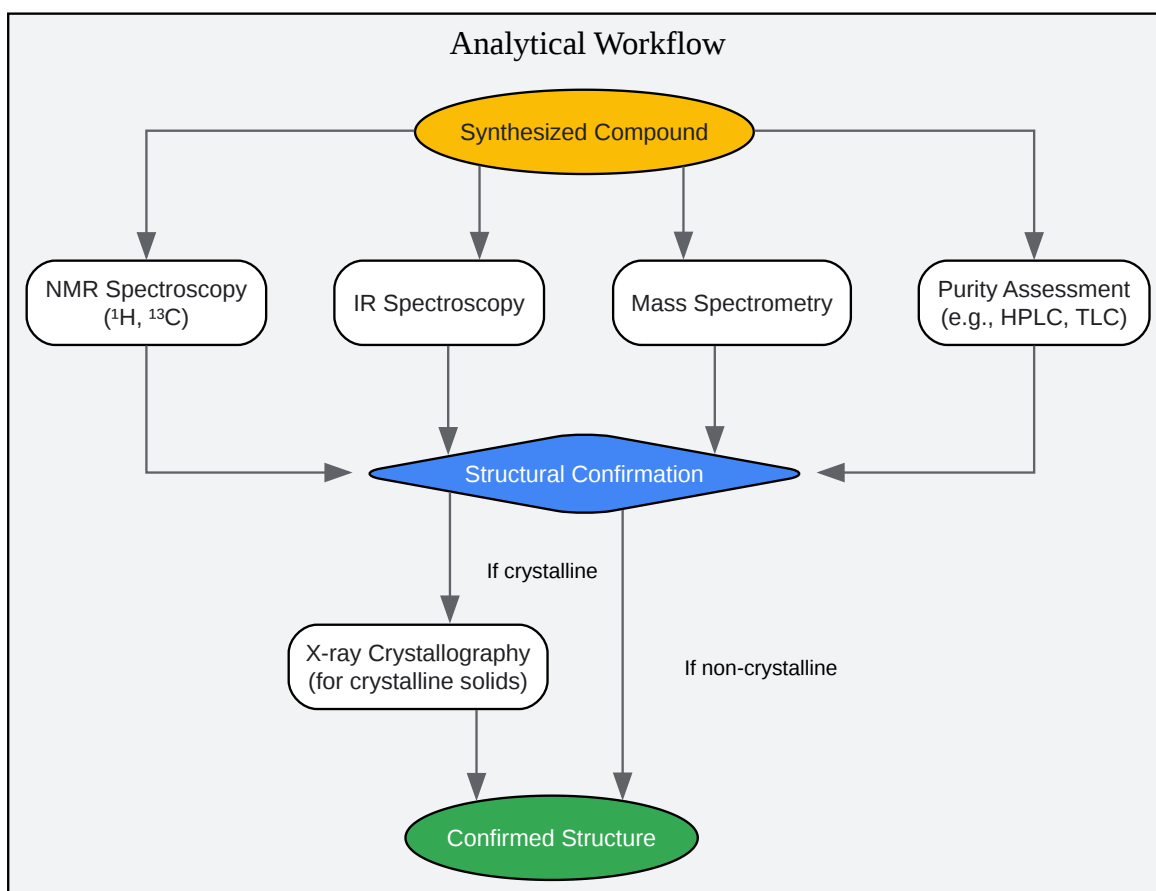 Analytical Workflow
Synthesized Compound
NMR Spectroscopy
(¹H, ¹³C)
IR Spectroscopy
Mass Spectrometry
Purity Assessment
(e.g., HPLC, TLC)
Structural Confirmation
If crystalline
X-ray Crystallography
(for crystalline solids)
If non-crystalline
Confirmed Structure